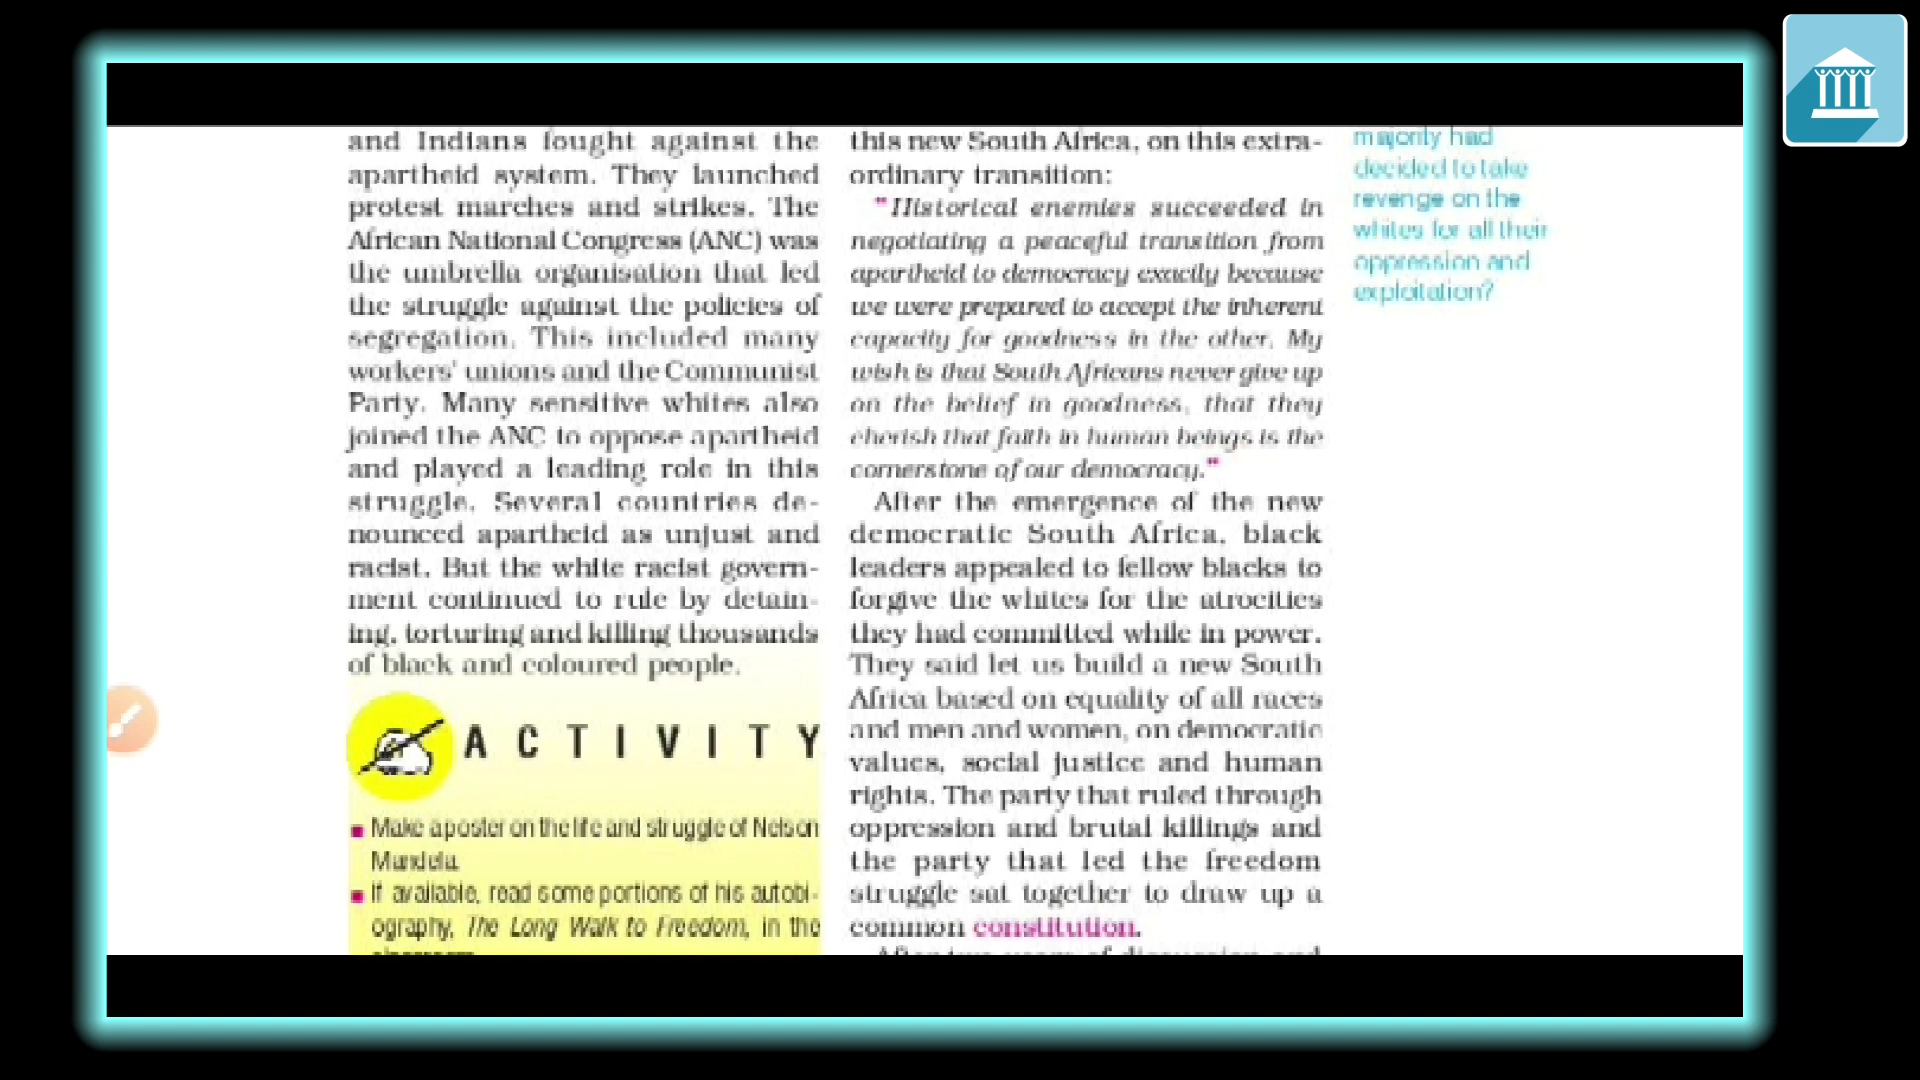 and Indians fought against the
apartheid system. They launched
protest marches and strikes. The
African National Congress (ANC) was
the umbrella organisation that led
the struggle against the policies of
segregation. This included many
workers' unions and the Communist
Party. Many sensitive whites also
joined the ANC to oppose apartheid
and played a leading role in this
struggle. Several countries de-
nounced apartheid as unjust and
racist. But the white racist govern-
ment continued to rule by detain-
ing, torturing and killing thousands
of black and coloured people.
ACTIVITY
Make a poster on the life and struggle of Nelson
Mandela.
If available, read some portions of his autobi-
ography, The Long Walk to Freedom, in the
this new South Africa, on this extra-
ordinary transition:
"Historical enemies succeeded in
negotiating a peaceful transition from
apartheid to democracy exactly because
we were prepared to accept the inherent
capacity for goodness in the other. My
wish is that South Africans never give up
on the belief in goodness, that they
cherish that faith in human beings is the
cornerstone of our democracy."
After the emergence of the new
democratic South Africa, black
leaders appealed to fellow blacks to
forgive the whites for the atrocities
they had committed while in power.
They said let us build a new South
Africa based on equality of all races
and men and women, on democratic
values, social justice and human
rights. The party that ruled through
oppression and brutal killings and
the party that led the freedom
struggle sat together to draw up a
common constitution.
majority had
decided to take
revenge on the
whites for all their
oppression and
exploitation?